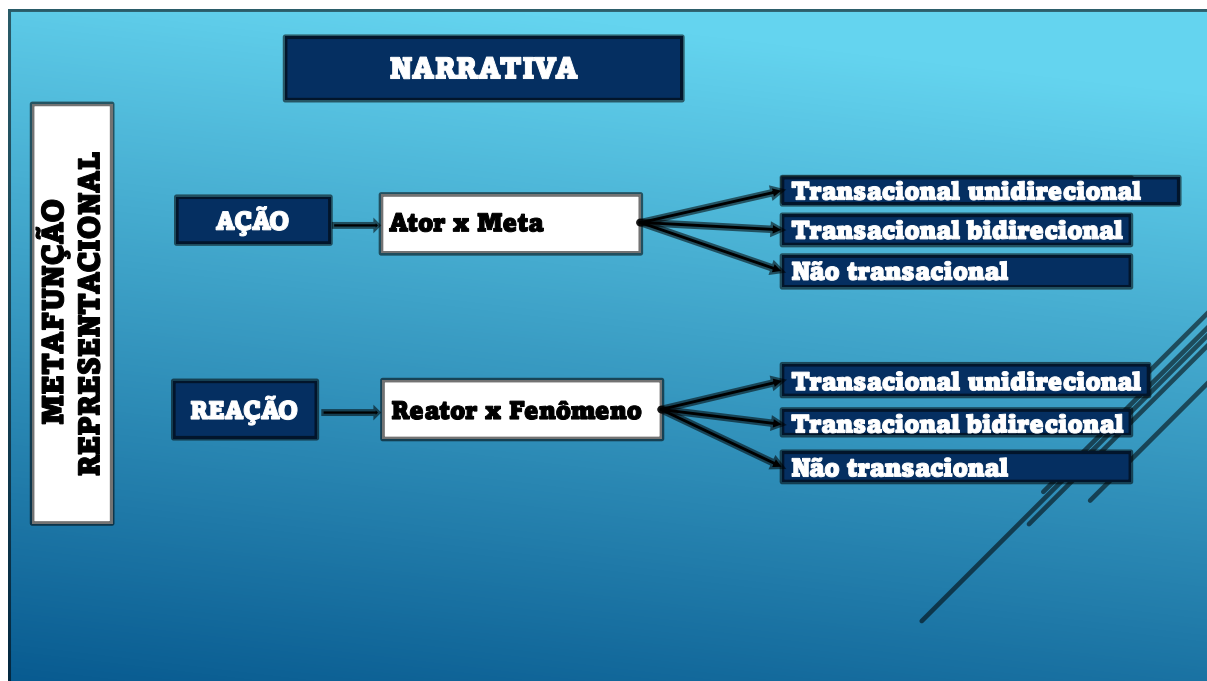 NARRATIVA
METAFUNÇÃO
REPRESENTACIONAL
AÇÃO
Ator x Meta
Transacional unidirecional
Transacional bidirecional
Não transacional
REAÇÃO
Reator x Fenômeno
Transacional unidirecional
Transacional bidirecional
Não transacional